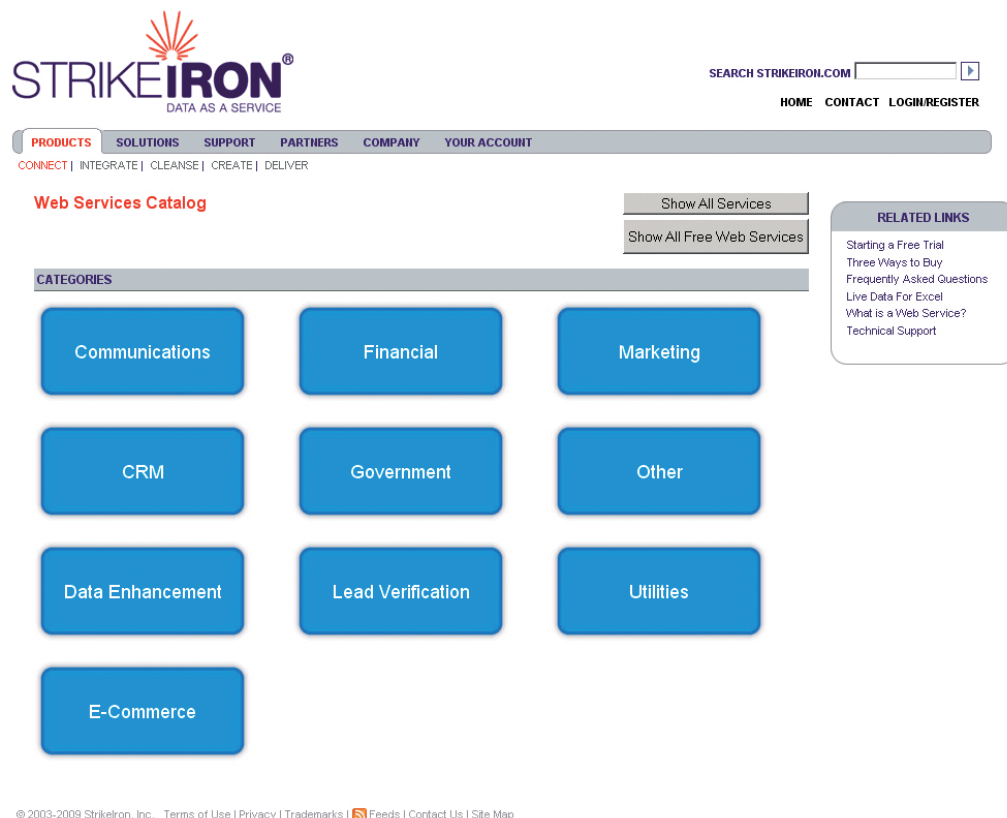 STRIKEIRON®
DATA AS A SERVICE
SEARCH STRIKEIRON.COM
HOME CONTACT LOGIN/REGISTER
PRODUCTS SOLUTIONS SUPPORT PARTNERS COMPANY YOUR ACCOUNT
CONNECT | INTEGRATE | CLEANSE | CREATE | DELIVER
Web Services Catalog
Show All Services
Show All Free Web Services
CATEGORIES
Communications Financial Marketing
CRM Government Other
Data Enhancement Lead Verification Utilities
E-Commerce
RELATED LINKS
Starting a Free Trial
Three Ways to Buy
Frequently Asked Questions
Live Data For Excel
What is a Web Service?
Technical Support
© 2003-2009 StrikeIron, Inc. Terms of Use | Privacy | Trademarks | Feeds | Contact Us | Site Map